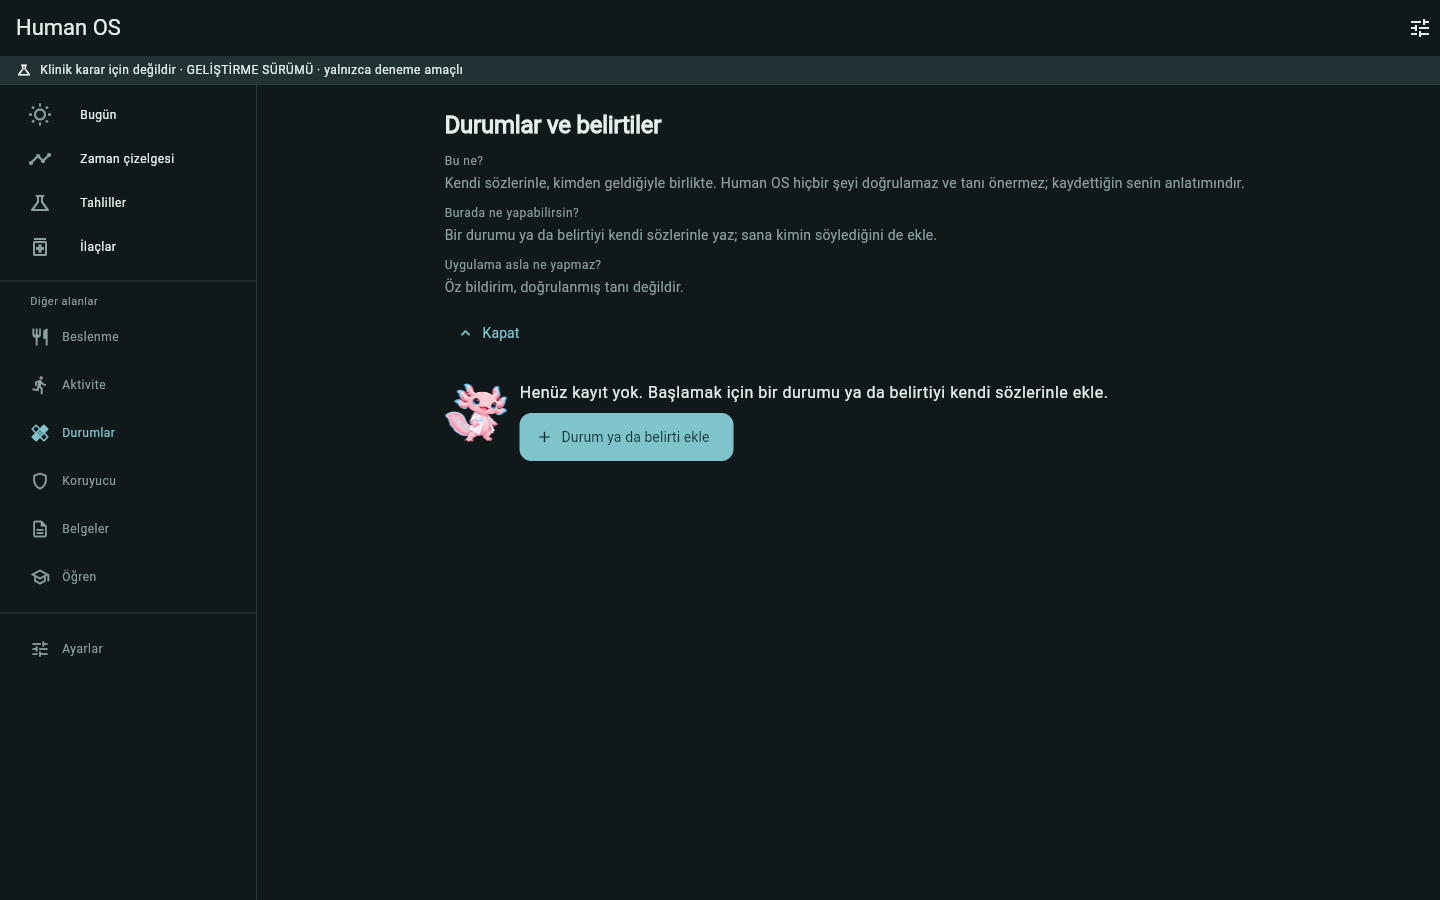 Human OS
Klinik karar için değildir · GELİŞTİRME SÜRÜMÜ · yalnızca deneme amaçlı
Bugün
Zaman çizelgesi
Tahliller
İlaçlar
Diğer alanlar
Beslenme
Aktivite
Durumlar
Koruyucu
Belgeler
Öğren
Ayarlar
Durumlar ve belirtiler
Bu ne?
Kendi sözlerinle, kimden geldiğiyle birlikte. Human OS hiçbir şeyi doğrulamaz ve tanı önermez; kaydettiğin senin anlatımındır.
Burada ne yapabilirsin?
Bir durumu ya da belirtiyi kendi sözlerinle yaz; sana kimin söylediğini de ekle.
Uygulama asla ne yapmaz?
Öz bildirim, doğrulanmış tanı değildir.
Kapat
Henüz kayıt yok. Başlamak için bir durumu ya da belirtiyi kendi sözlerinle ekle.
Durum ya da belirti ekle